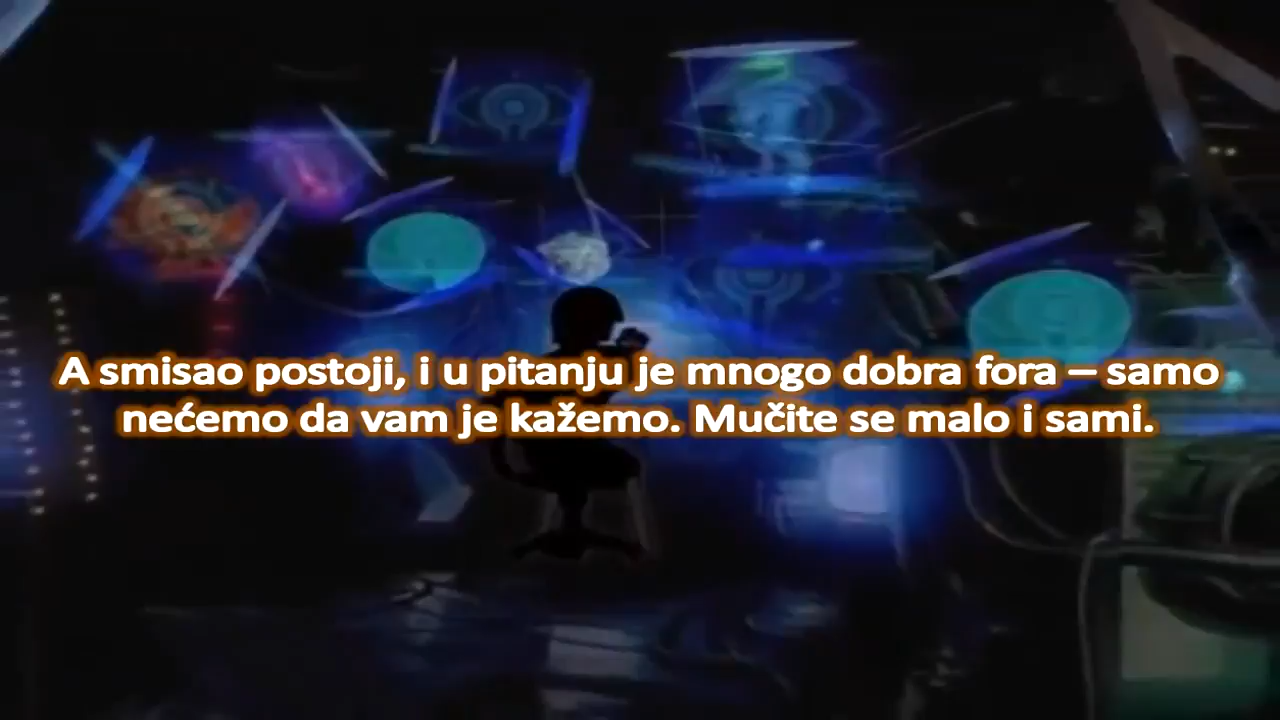 A smisao postoji, i u pitanju je mnogo dobra fora – samo
nećemo da vam je kažemo. Mučite se malo i sami.